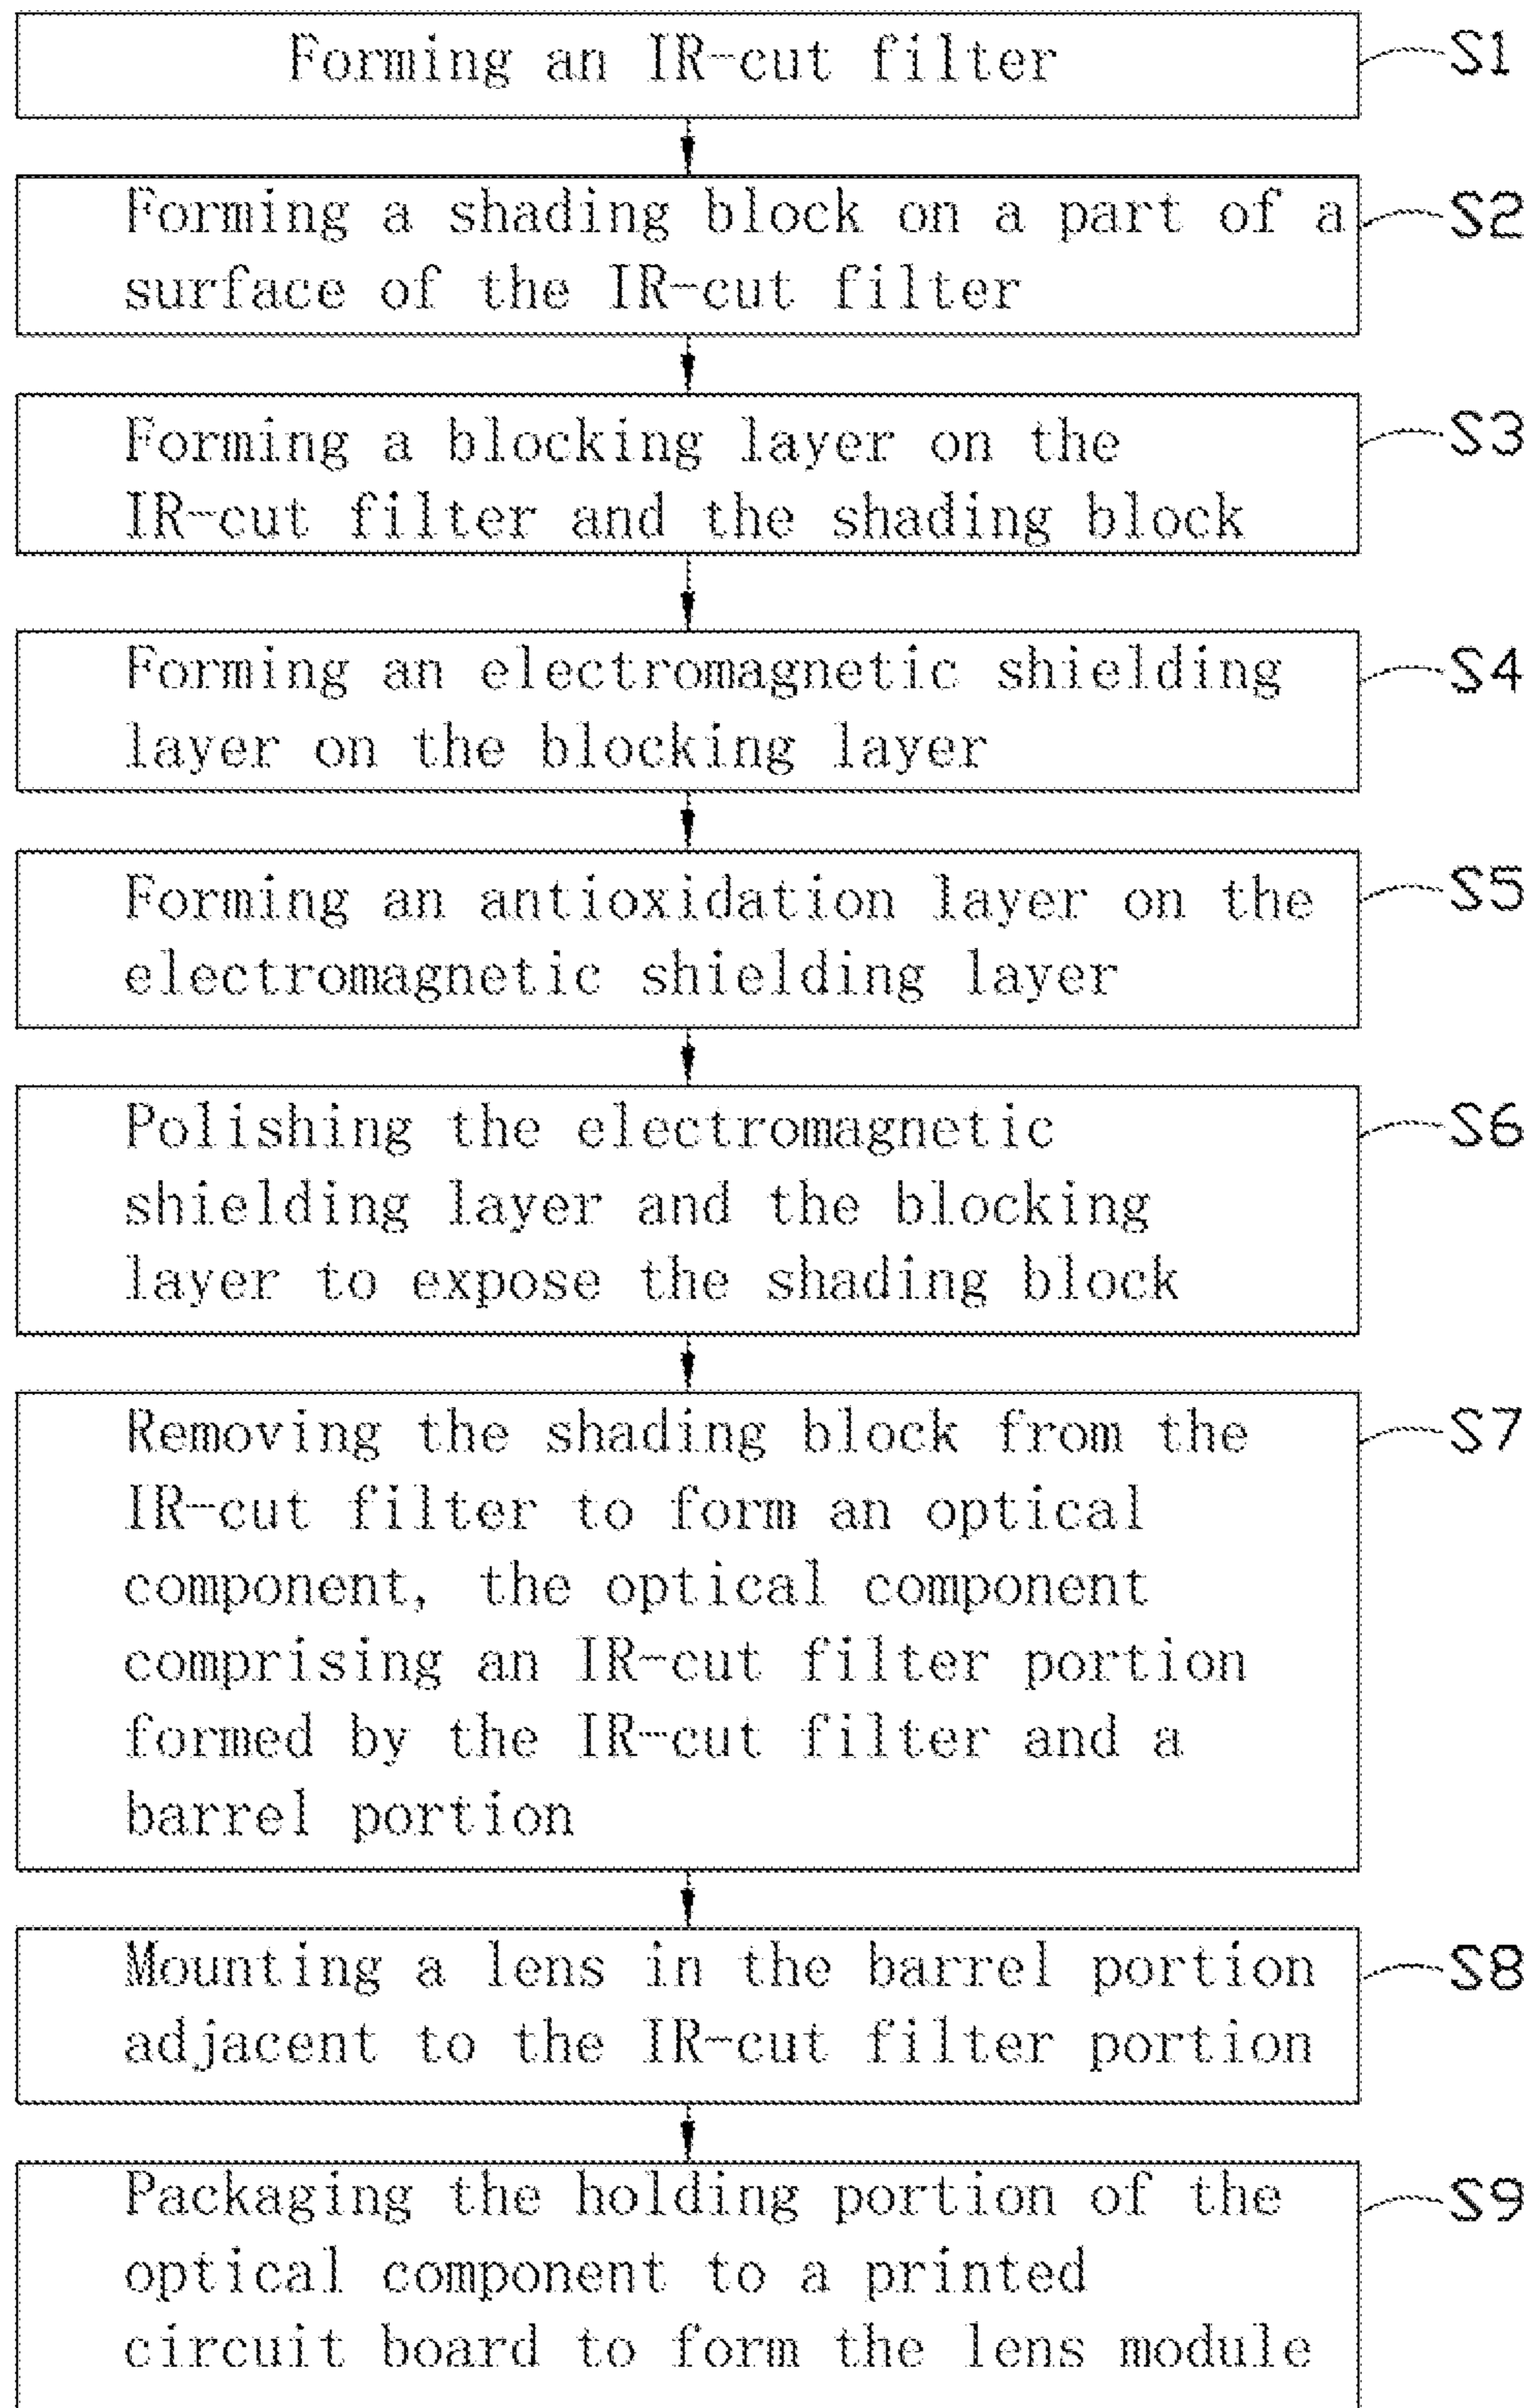 Forming an IR-cut filter
S1
Forming a shading block on a part of a
S2
surface of the IR-cut filter
Forming a blocking layer on the
S3
IR-cut filter and the shading block
Forming an electromagnetic shielding
S4
layer on the blocking layer
Forming an antioxidation layer on the
S5
electromagnetic shielding layer
Polishing the electromagnetic
S6
shielding layer and the blocking
layer to expose the shading block
Removing the shading block from the
S7
IR-cut filter to form an optical
component, the optical component
comprising an IR-cut filter portion
formed by the IR-cut filter and a
barrel portion
Mounting a lens in the barrel portion
S8
adjacent to the IR-cut filter portion
Packaging the holding portion of the
S9
optical component to a printed
circuit board to form the lens module